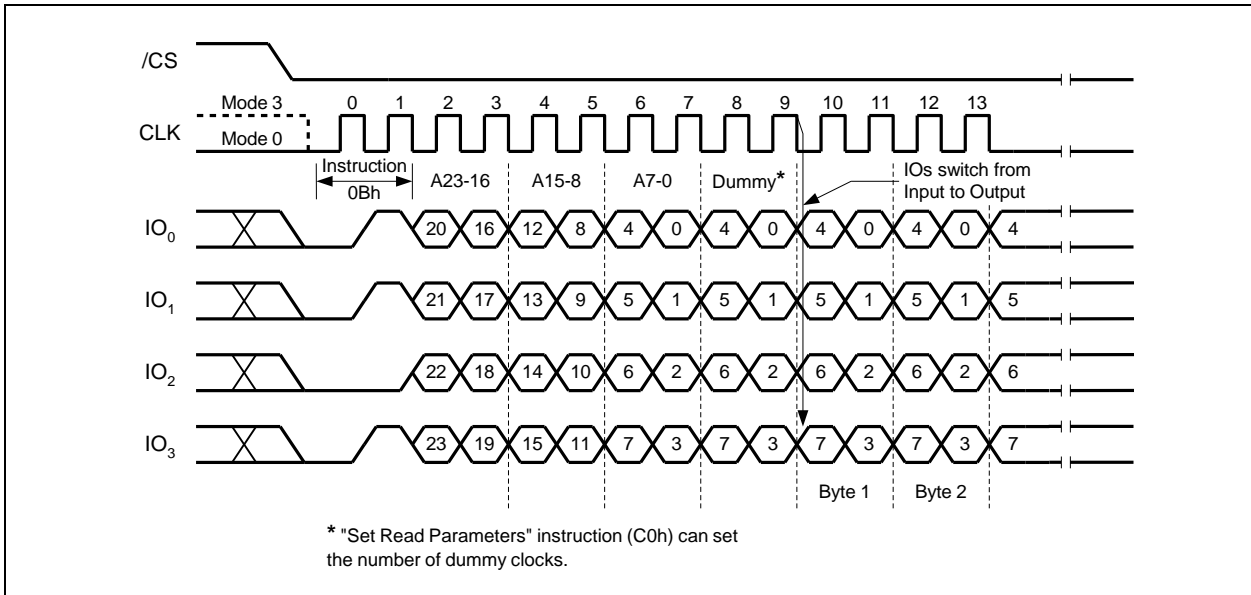 /CS
Mode 3 0 1 2 3 4 5 6 7 8 9 10 11 12 13
CLK
Mode 0
Instruction
0Bh
A23-16 A15-8 A7-0 Dummy*
IOs switch from
Input to Output
IO0 20 16 12 8 4 0 4 0 4 0 4 0 4
IO1 21 17 13 9 5 1 5 1 5 1 5 1 5
IO2 22 18 14 10 6 2 6 2 6 2 6 2 6
IO3 23 19 15 11 7 3 7 3 7 3 7 3 7
Byte 1 Byte 2
* "Set Read Parameters" instruction (C0h) can set
the number of dummy clocks.